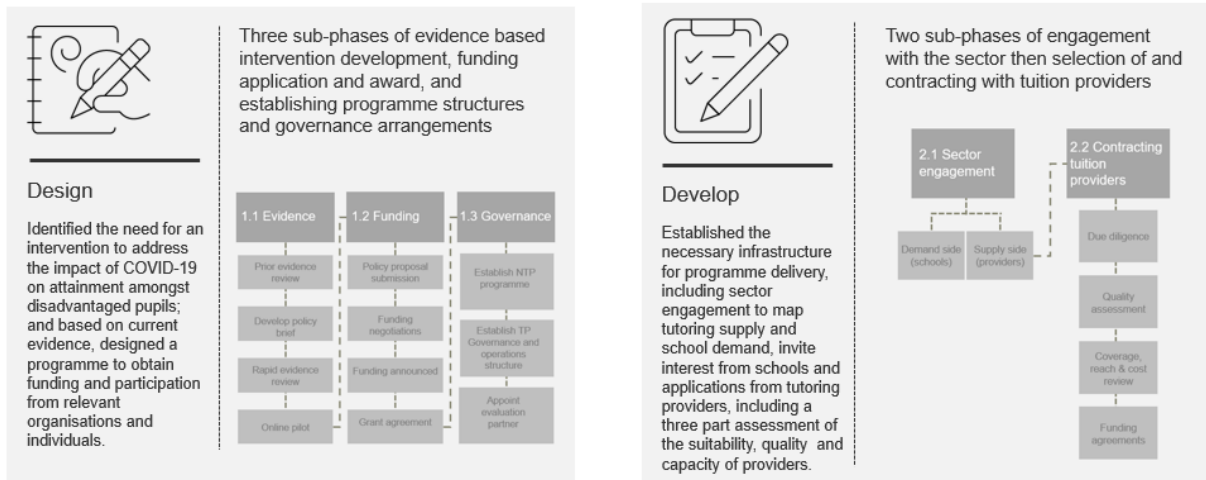 Three sub-phases of evidence based
intervention development, funding
application and award, and
establishing programme structures
and governance arrangements
Design
Identified the need for an
intervention to address
the impact of COVID-19
on attainment amongst
disadvantaged pupils;
and based on current
evidence, designed a
programme to obtain
funding and participation
from relevant
organisations and
individuals.
1.1 Evidence
Prior evidence
review
Develop policy
brief
Rapid evidence
review
Online pilot
1.2 Funding
Policy proposal
submission
Funding
negotiations
Funding announced
Grant agreement
1.3 Governance
Establish NTP
programme
Establish TP
Governance and
operations
structure
Appoint
evaluation
partner
Two sub-phases of engagement
with the sector then selection of and
contracting with tuition providers
Develop
Established the
necessary infrastructure
for programme delivery,
including sector
engagement to map
tutoring supply and
school demand, invite
interest from schools and
applications from tutoring
providers, including a
three part assessment of
the suitability, quality and
capacity of providers.
2.1 Sector
engagement
Demand side
(schools)
Supply side
(providers)
2.2 Contracting
tuition
providers
Due diligence
Quality
assessment
Coverage,
reach & cost
review
Funding
agreements